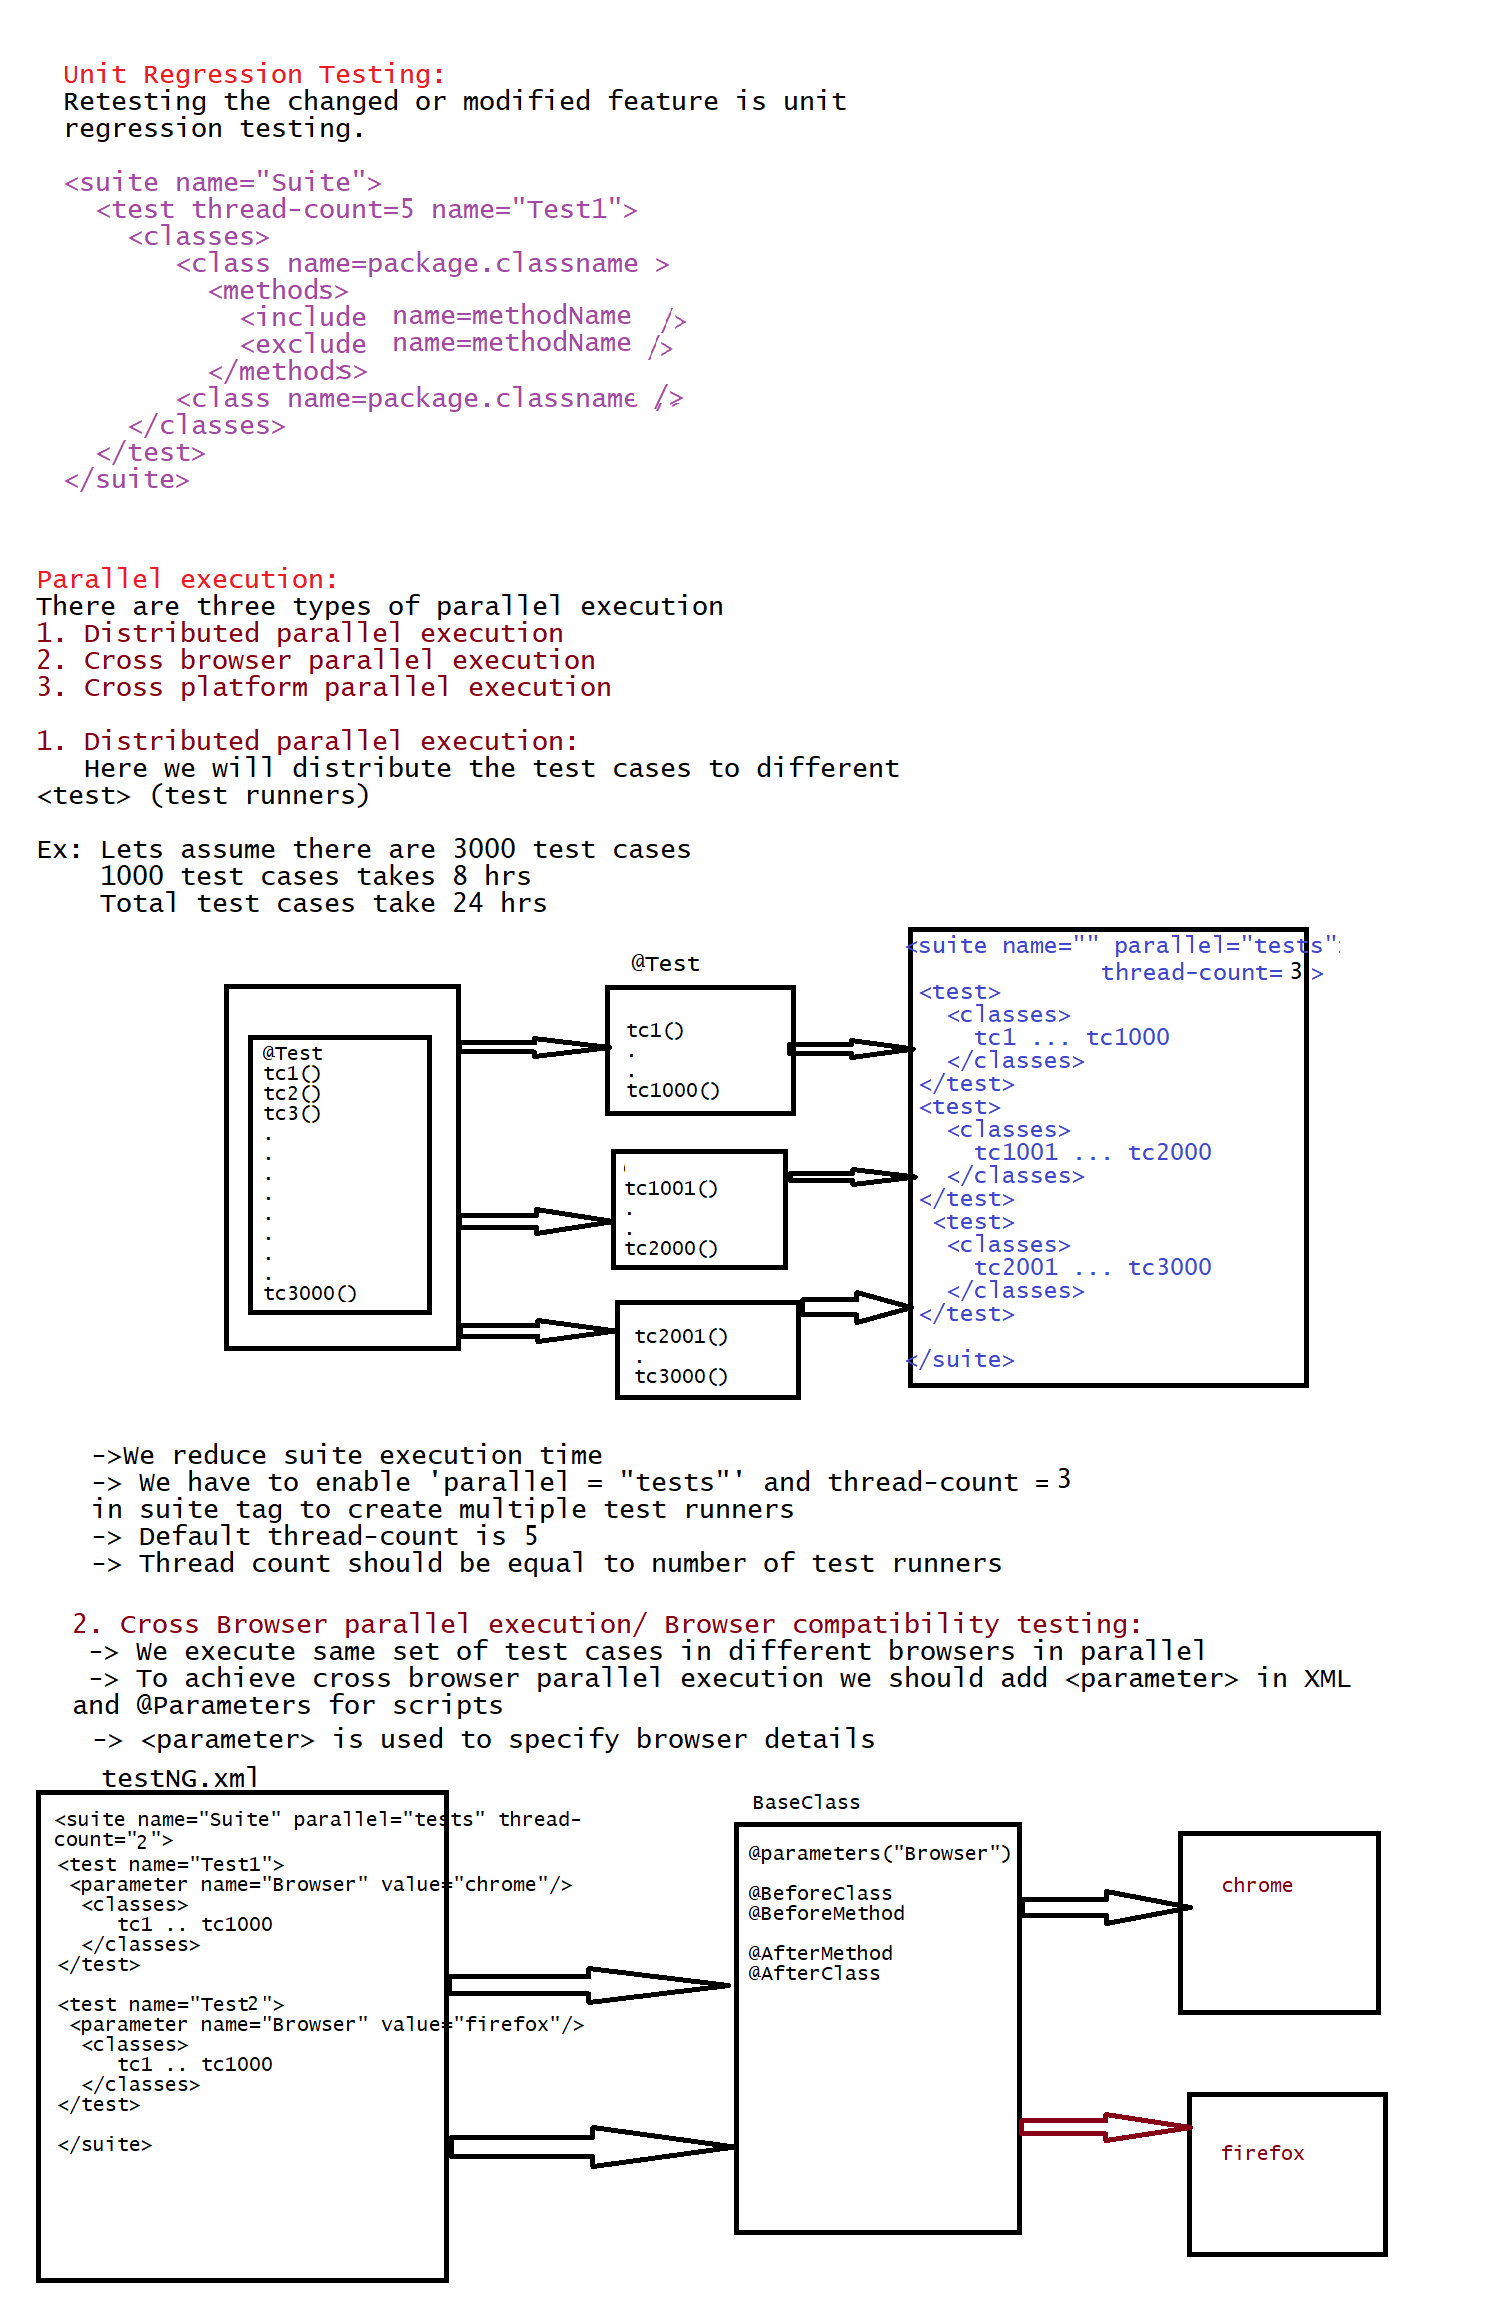 Unit Regression Testing:
Retesting the changed or modified feature is unit
regression testing.
<suite name="Suite">
<test thread-count=5 name="Test1">
<classes>
<class name=package.classname >
<methods>
<include name=methodName />
<exclude name=methodName />
</methods>
<class name=package.classname />
</classes>
</test>
</suite>
Parallel execution:
There are three types of parallel execution
1. Distributed parallel execution
2. Cross browser parallel execution
3. Cross platform parallel execution
1. Distributed parallel execution:
Here we will distribute the test cases to different
<test> (test runners)
Ex: Lets assume there are 3000 test cases
1000 test cases takes 8 hrs
Total test cases take 24 hrs
@Test
tc1()
tc2()
tc3()
.
.
.
.
.
.
.
.
tc3000()
@Test
tc1()
.
.
tc1000()
tc1001()
.
.
tc2000()
tc2001()
.
tc3000()
<suite name="" parallel="tests"
thread-count= 3 >
<test>
<classes>
tc1 ... tc1000
</classes>
</test>
<test>
<classes>
tc1001 ... tc2000
</classes>
</test>
<test>
<classes>
tc2001 ... tc3000
</classes>
</test>
</suite>
->We reduce suite execution time
-> We have to enable 'parallel = "tests"' and thread-count = 3
in suite tag to create multiple test runners
-> Default thread-count is 5
-> Thread count should be equal to number of test runners
2. Cross Browser parallel execution/ Browser compatibility testing:
-> We execute same set of test cases in different browsers in parallel
-> To achieve cross browser parallel execution we should add <parameter> in XML
and @Parameters for scripts
-> <parameter> is used to specify browser details
testNG.xml
<suite name="Suite" parallel="tests" thread-
count="2">
<test name="Test1">
<parameter name="Browser" value="chrome"/>
<classes>
tc1 .. tc1000
</classes>
</test>
<test name="Test2">
<parameter name="Browser" value="firefox"/>
<classes>
tc1 .. tc1000
</classes>
</test>
</suite>
BaseClass
@parameters("Browser")
@BeforeClass
@BeforeMethod
@AfterMethod
@AfterClass
chrome
firefox